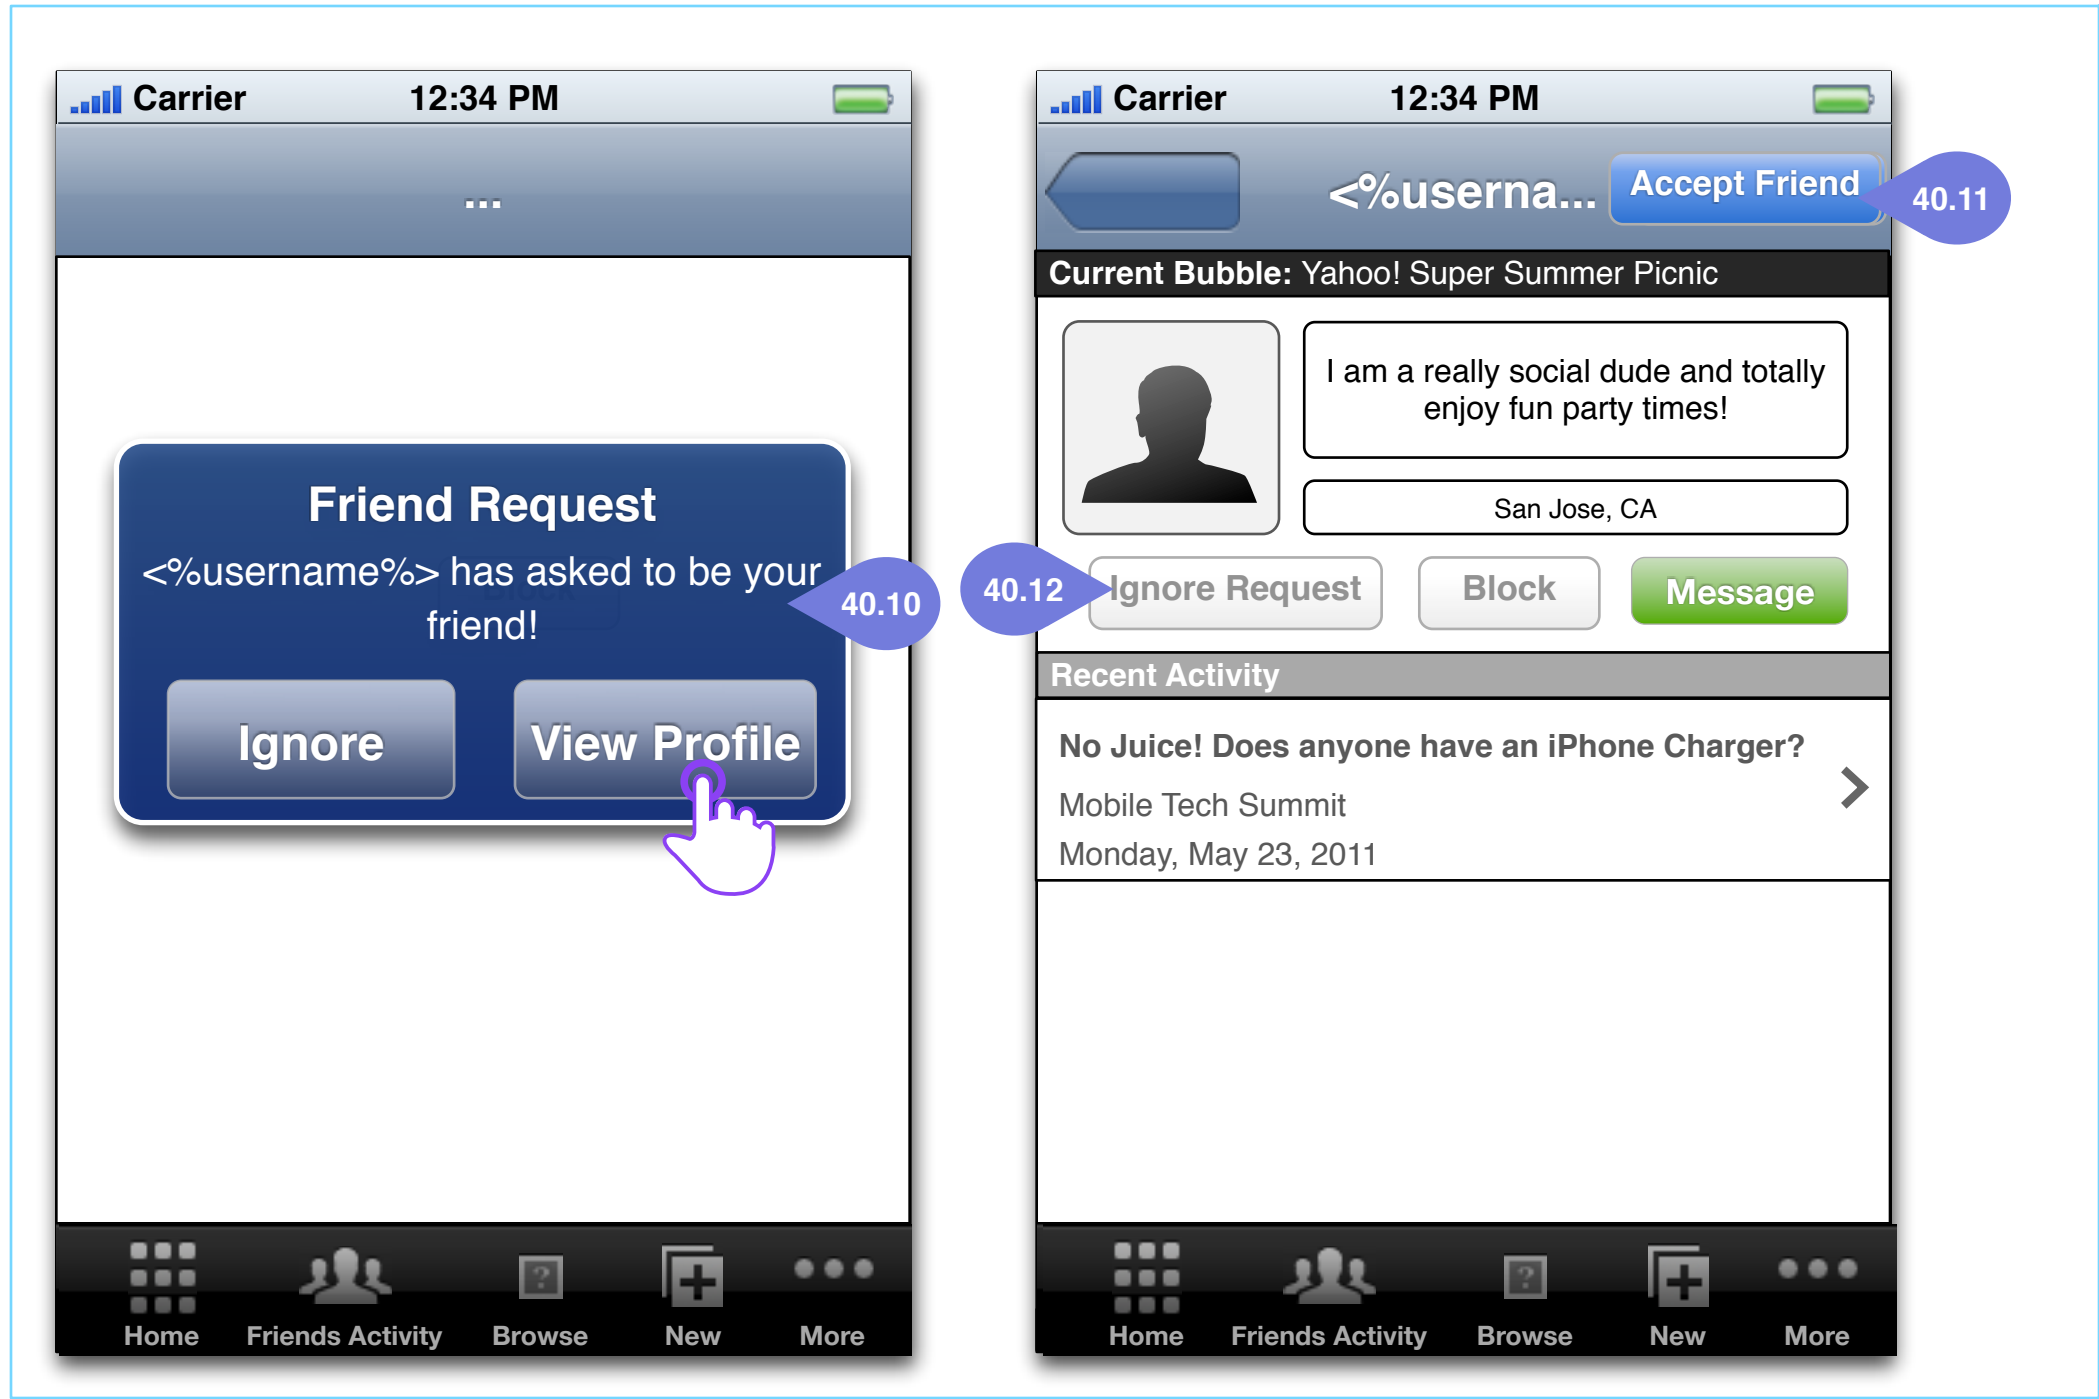 Carrier 12:34 PM
...
Friend Request
<%username%> has asked to be your
friend!
Block
40.10
Ignore View Profile
Home Friends Activity Browse New More
Carrier 12:34 PM
<%userna... Accept Friend
40.11
Current Bubble: Yahoo! Super Summer Picnic
I am a really social dude and totally
enjoy fun party times!
San Jose, CA
40.12
Ignore Request Block Message
Recent Activity
No Juice! Does anyone have an iPhone Charger?
Mobile Tech Summit
Monday, May 23, 2011
?
?
Home Friends Activity Browse New More